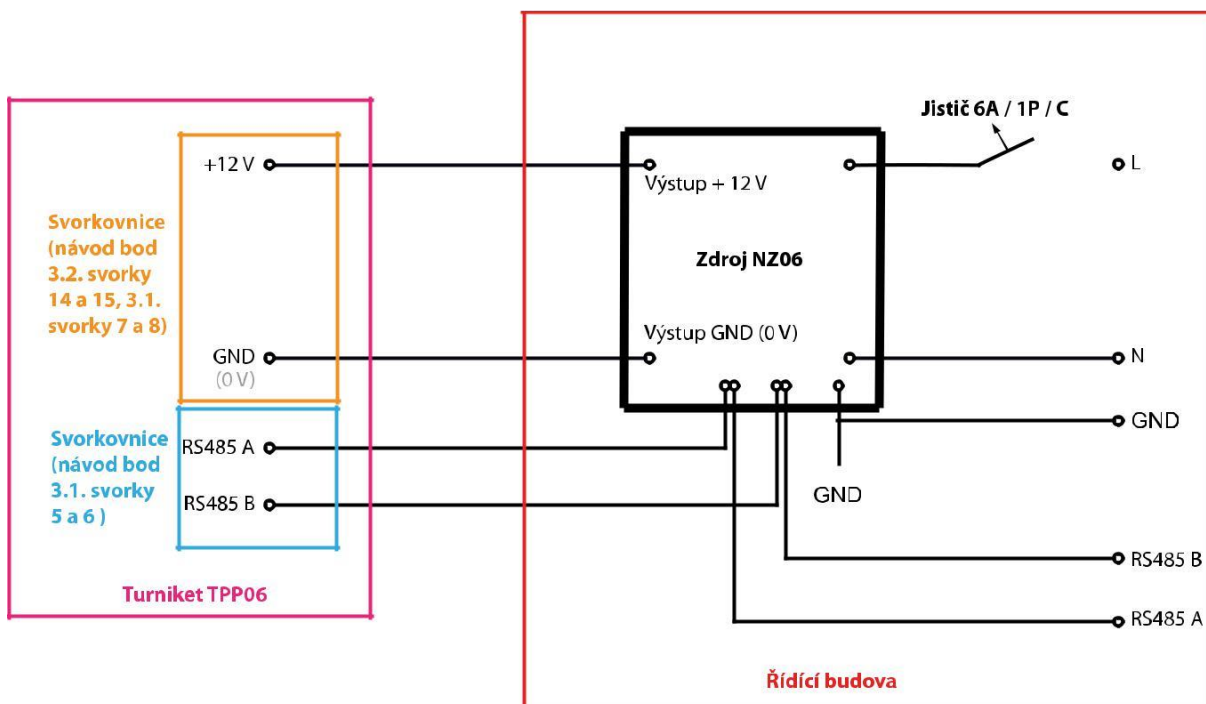 Jistič 6A / 1P / C
+12 V
Výstup + 12 V
L
Svorkovnice
(návod bod
3.2. svorky
14 a 15, 3.1.
svorky 7 a 8)
Zdroj NZ06
Výstup GND (0 V)
GND
(0 V)
N
GND
Svorkovnice
(návod bod
3.1. svorky
5 a 6 )
RS485 A
RS485 B
GND
RS485 B
RS485 A
Turniket TPP06
Řídící budova